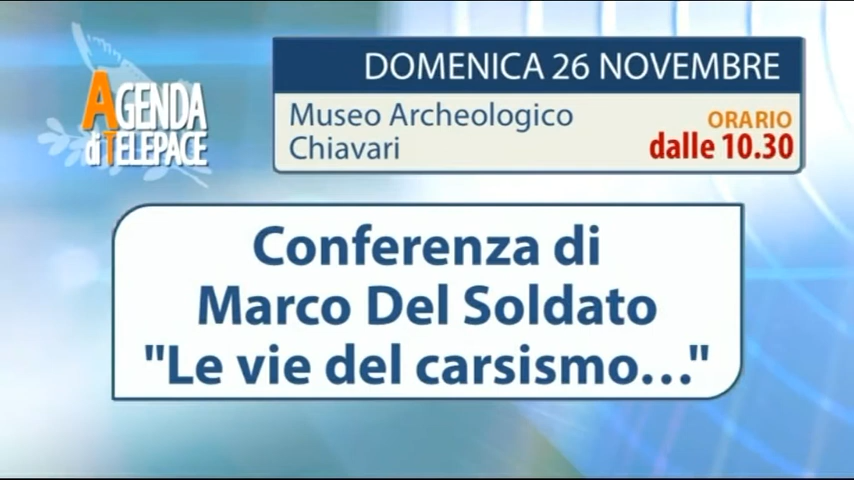 AGENDA
di TELEPACE
DOMENICA 26 NOVEMBRE
Museo Archeologico
Chiavari
ORARIO
dalle 10.30
Conferenza di
Marco Del Soldato
"Le vie del carsismo..."